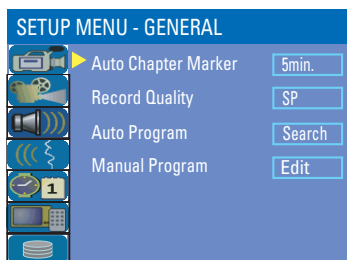 SETUP MENU - GENERAL
Auto Chapter Marker 5min.
Record Quality SP
Auto Program Search
Manual Program Edit
1